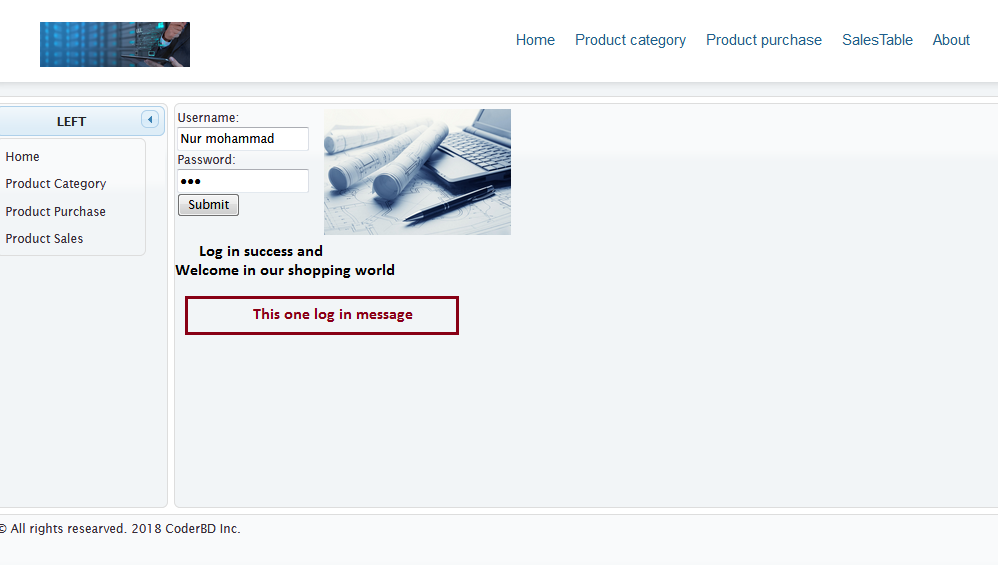 Home Product category Product purchase SalesTable About
LEFT
Home
Product Category
Product Purchase
Product Sales
Username:
Nur mohammad
Password:
●●●
Submit
Log in success and
Welcome in our shopping world
This one log in message
© All rights researved. 2018 CoderBD Inc.